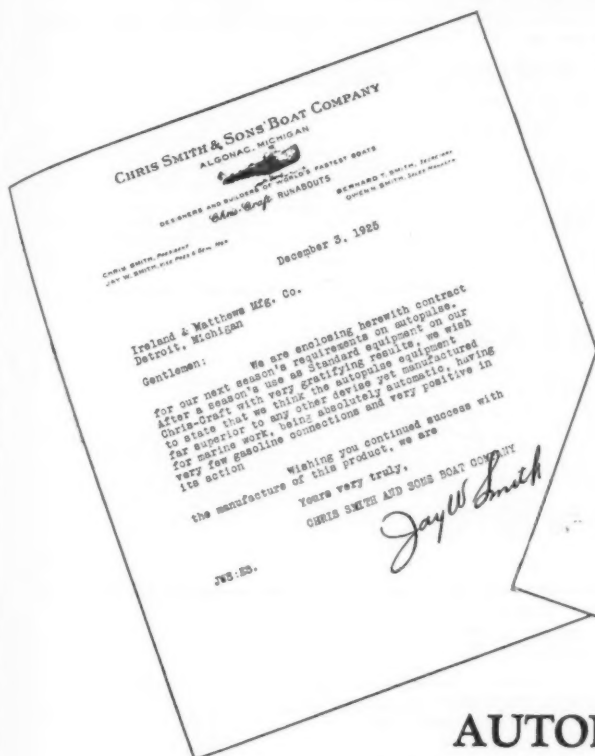 CHRIS SMITH & SONS' BOAT COMPANY
ALGONAC, MICHIGAN
DESIGNERS AND BUILDERS OF WORLD'S FASTEST BOATS
Chris-Craft RUNABOUTS
CHRIS SMITH, President
JAY W. SMITH, Vice Pres & Gen. Mgr
BERNARD T. SMITH, Secretary
OWEN N. SMITH, Sales Manager
December 3, 1925
Ireland & Matthews Mfg. Co.
Detroit, Michigan
Gentlemen:
We are enclosing herewith contract
for our next season's requirements on autopulse.
After a season's use as Standard equipment on our
Chris-Craft with very gratifying results, we wish
to state that we think the autopulse equipment
far superior to any other devise yet manufactured
for marine work, being absolutely automatic, having
very few gasoline connections and very positive in
its action
Wishing you continued success with
the manufacture of this product, we are
Yours very truly,
CHRIS SMITH AND SONS BOAT COMPANY
Jay W Smith
JWS:ES.
AUTO